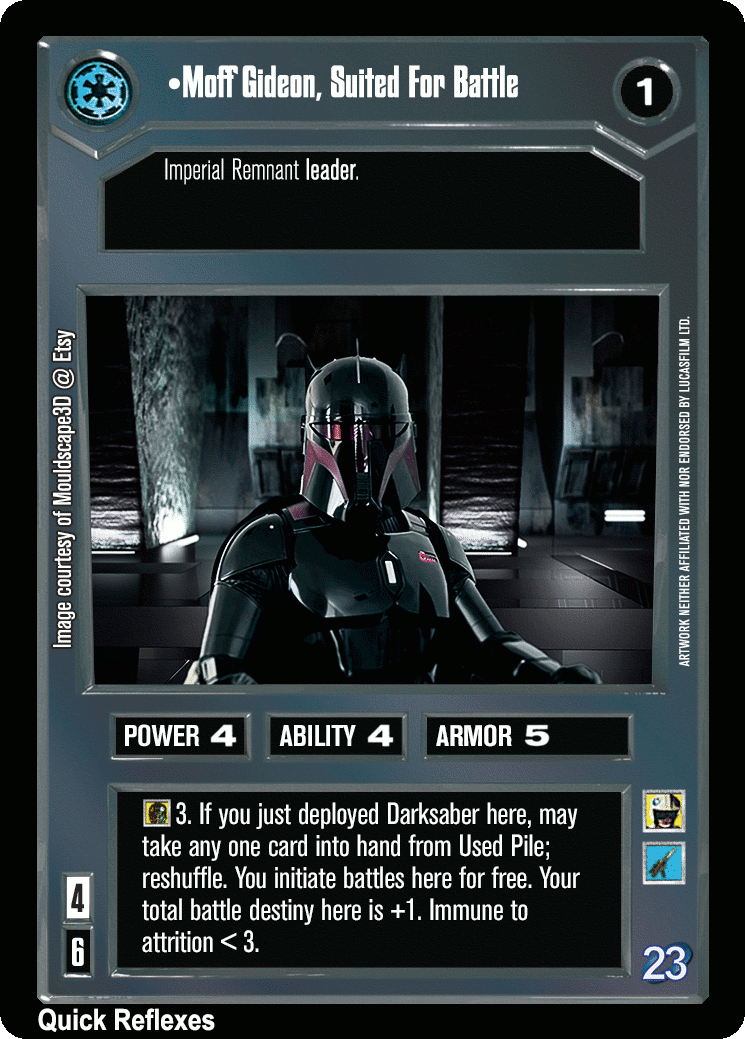 •Moff Gideon, Suited For Battle
1
Imperial Remnant leader.
Image courtesy of Mouldscape3D @ Etsy
ARTWORK NEITHER AFFILIATED WITH NOR ENDORSED BY LUCASFILM LTD.
POWER 4
ABILITY 4
ARMOR 5
3. If you just deployed Darksaber here, may
take any one card into hand from Used Pile;
reshuffle. You initiate battles here for free. Your
total battle destiny here is +1. Immune to
attrition < 3.
4
6
23
Quick Reflexes